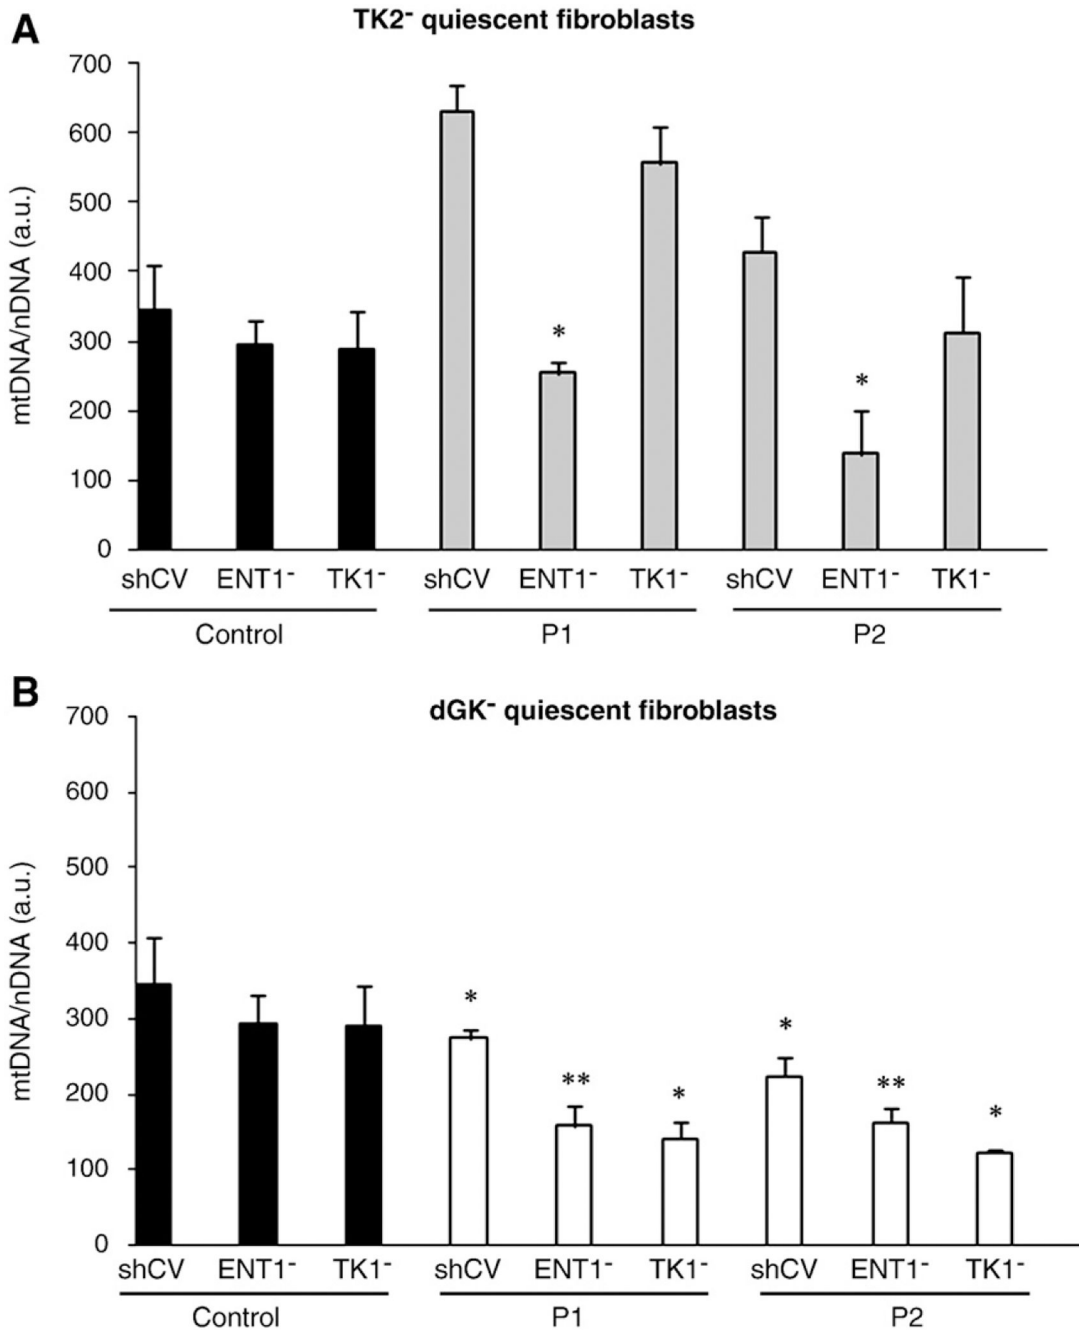 A
TK2- quiescent fibroblasts
mtDNA/nDNA (a.u.)
700
600
500
400
300
200
100
0
*
*
shCV ENT1- TK1- shCV ENT1- TK1- shCV ENT1- TK1-
Control P1 P2
B
dGK- quiescent fibroblasts
mtDNA/nDNA (a.u.)
700
600
500
400
300
200
100
0
* ** * * ** *
shCV ENT1- TK1- shCV ENT1- TK1- shCV ENT1- TK1-
Control P1 P2